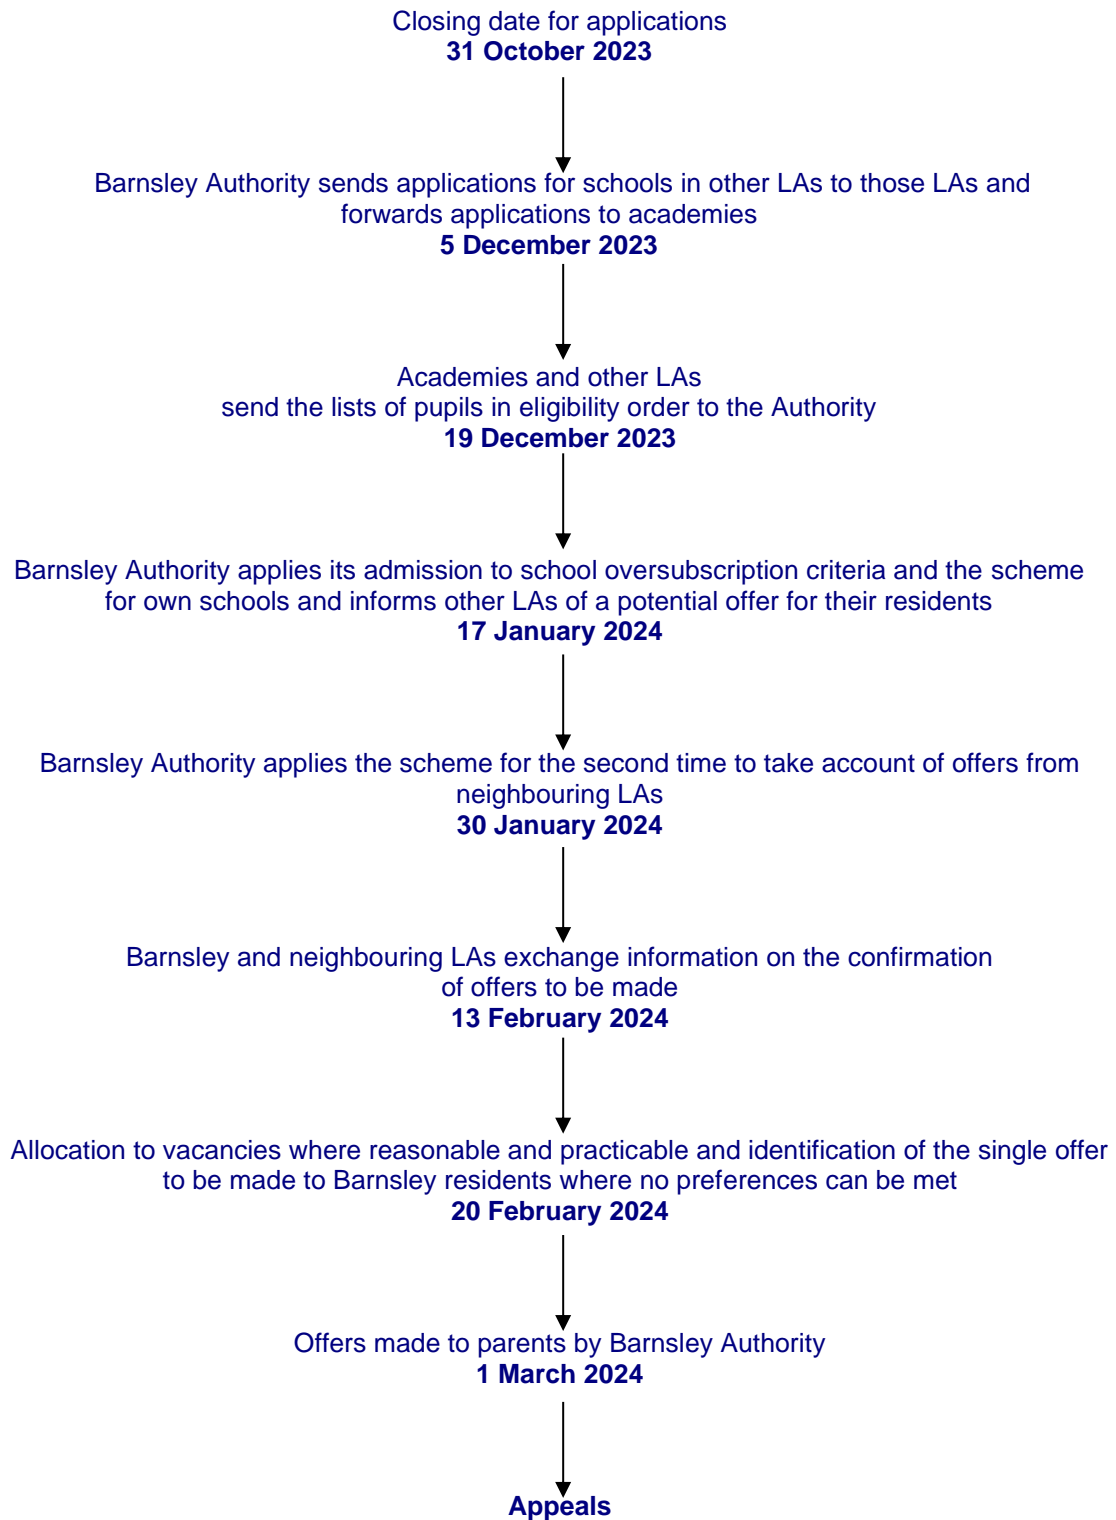 Closing date for applications
31 October 2023
Barnsley Authority sends applications for schools in other LAs to those LAs and
forwards applications to academies
5 December 2023
Academies and other LAs
send the lists of pupils in eligibility order to the Authority
19 December 2023
Barnsley Authority applies its admission to school oversubscription criteria and the scheme
for own schools and informs other LAs of a potential offer for their residents
17 January 2024
Barnsley Authority applies the scheme for the second time to take account of offers from
neighbouring LAs
30 January 2024
Barnsley and neighbouring LAs exchange information on the confirmation
of offers to be made
13 February 2024
Allocation to vacancies where reasonable and practicable and identification of the single offer
to be made to Barnsley residents where no preferences can be met
20 February 2024
Offers made to parents by Barnsley Authority
1 March 2024
Appeals